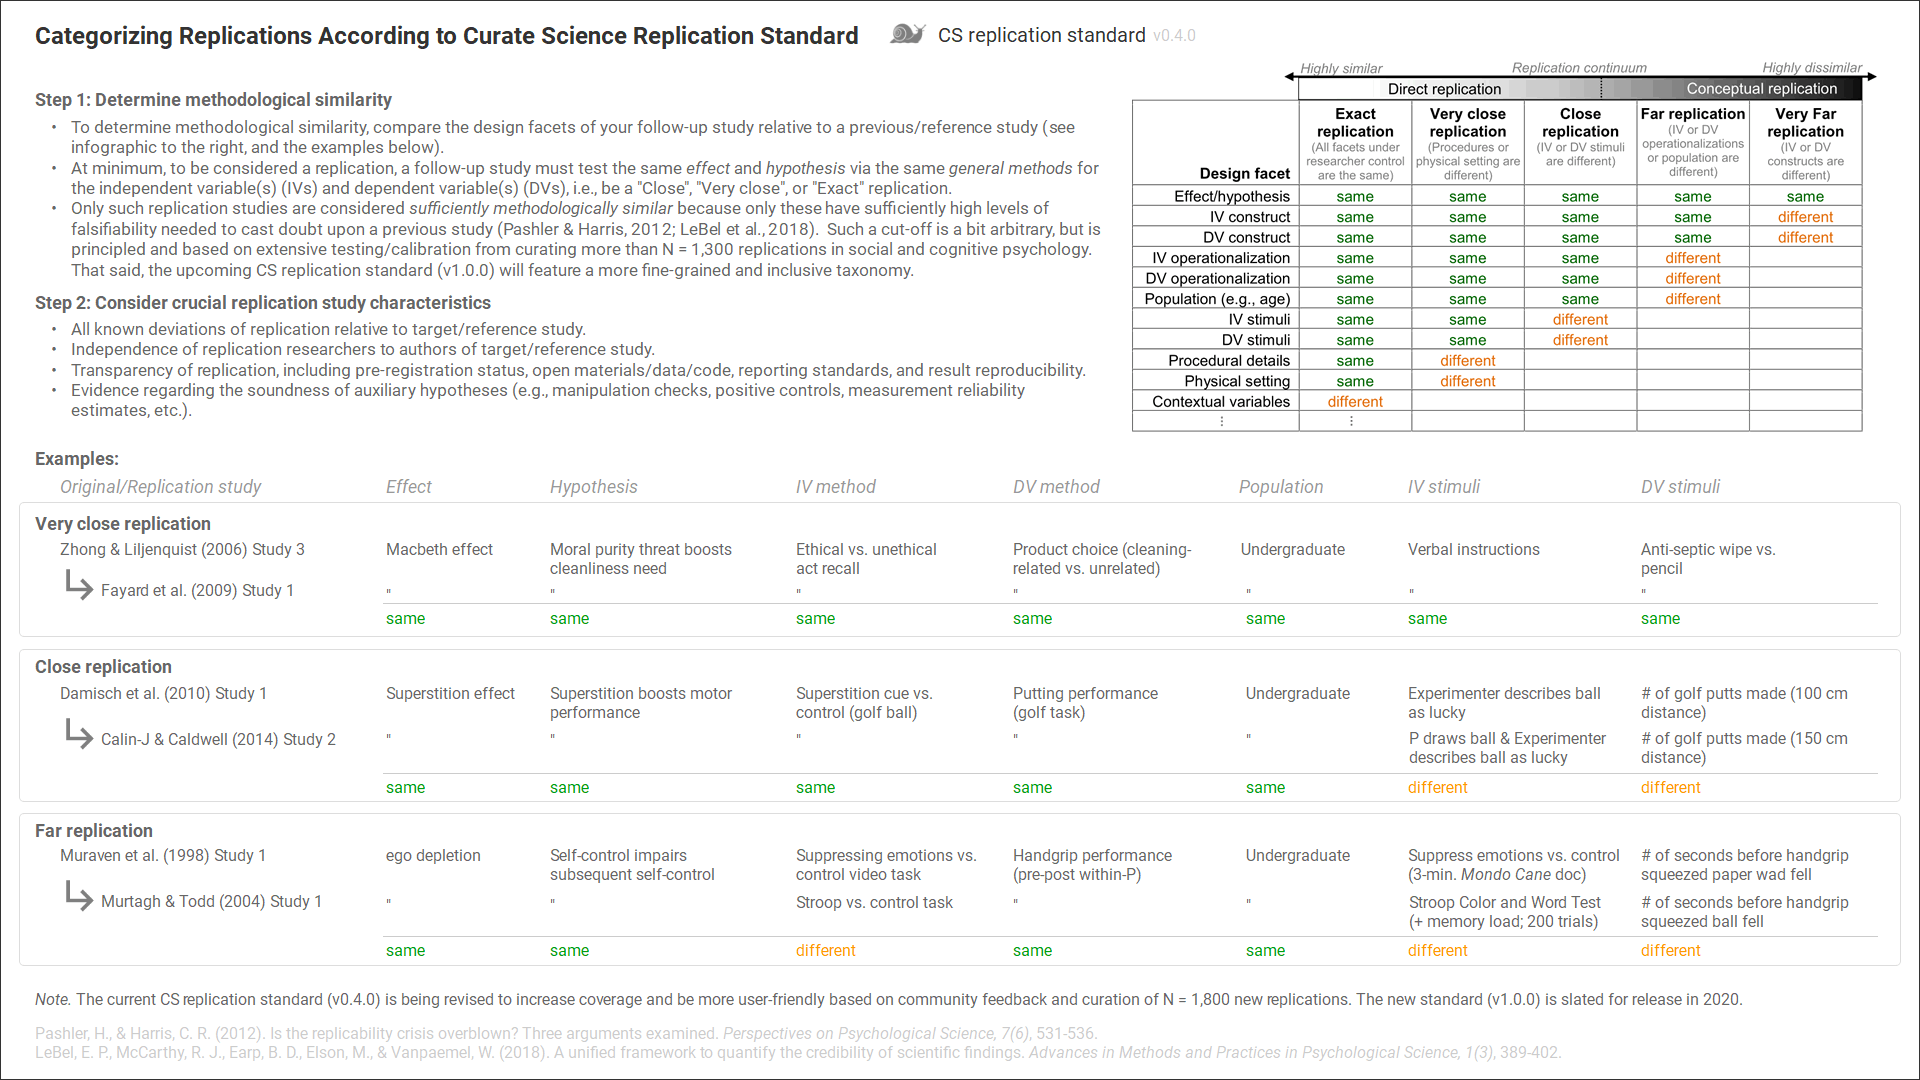 Categorizing Replications According to Curate Science Replication Standard
CS replication standard v0.4.0
Step 1: Determine methodological similarity
• To determine methodological similarity, compare the design facets of your follow-up study relative to a previous/reference study (see
infographic to the right, and the examples below).
• At minimum, to be considered a replication, a follow-up study must test the same effect and hypothesis via the same general methods for
the independent variable(s) (IVs) and dependent variable(s) (DVs), i.e., be a "Close", "Very close", or "Exact" replication.
• Only such replication studies are considered sufficiently methodologically similar because only these have sufficiently high levels of
falsifiability needed to cast doubt upon a previous study (Pashler & Harris, 2012; LeBel et al., 2018). Such a cut-off is a bit arbitrary, but is
principled and based on extensive testing/calibration from curating more than N = 1,300 replications in social and cognitive psychology.
That said, the upcoming CS replication standard (v1.0.0) will feature a more fine-grained and inclusive taxonomy.
Step 2: Consider crucial replication study characteristics
• All known deviations of replication relative to target/reference study.
• Independence of replication researchers to authors of target/reference study.
• Transparency of replication, including pre-registration status, open materials/data/code, reporting standards, and result reproducibility.
• Evidence regarding the soundness of auxiliary hypotheses (e.g., manipulation checks, positive controls, measurement reliability
estimates, etc.).
Highly similar Replication continuum Highly dissimilar
Direct replication Conceptual replication
Design facet
Exact
replication
(All facets under
researcher control
are the same)
Very close
replication
(Procedures or
physical setting are
different)
Close
replication
(IV or DV stimuli
are different)
Far replication
(IV or DV
operationalizations
or population are
different)
Very Far
replication
(IV or DV
constructs are
different)
Effect/hypothesis same same same same same
IV construct same same same same different
DV construct same same same same different
IV operationalization same same same different
DV operationalization same same same different
Population (e.g., age) same same same different
IV stimuli same same different
DV stimuli same same different
Procedural details same different
Physical setting same different
Contextual variables different
⋮ ⋮
Examples:
Original/Replication study Effect Hypothesis IV method DV method Population IV stimuli DV stimuli
Very close replication
Zhong & Liljenquist (2006) Study 3 Macbeth effect Moral purity threat boosts Ethical vs. unethical Product choice (cleaning- Undergraduate Verbal instructions Anti-septic wipe vs.
cleanliness need act recall related vs. unrelated) pencil
Fayard et al. (2009) Study 1 " " " " " " "
same same same same same same same
Close replication
Damisch et al. (2010) Study 1 Superstition effect Superstition boosts motor Superstition cue vs. Putting performance Undergraduate Experimenter describes ball # of golf putts made (100 cm
performance control (golf ball) (golf task) as lucky distance)
Calin-J & Caldwell (2014) Study 2 " " " " " P draws ball & Experimenter # of golf putts made (150 cm
describes ball as lucky distance)
same same same same same different different
Far replication
Muraven et al. (1998) Study 1 ego depletion Self-control impairs Suppressing emotions vs. Handgrip performance Undergraduate Suppress emotions vs. control # of seconds before handgrip
subsequent self-control control video task (pre-post within-P) (3-min. Mondo Cane doc) squeezed paper wad fell
Murtagh & Todd (2004) Study 1 " " Stroop vs. control task " " Stroop Color and Word Test # of seconds before handgrip
(+ memory load; 200 trials) squeezed ball fell
same same different same same different different
Note. The current CS replication standard (v0.4.0) is being revised to increase coverage and be more user-friendly based on community feedback and curation of N = 1,800 new replications. The new standard (v1.0.0) is slated for release in 2020.
Pashler, H., & Harris, C. R. (2012). Is the replicability crisis overblown? Three arguments examined. Perspectives on Psychological Science, 7(6), 531-536.
LeBel, E. P., McCarthy, R. J., Earp, B. D., Elson, M., & Vanpaemel, W. (2018). A unified framework to quantify the credibility of scientific findings. Advances in Methods and Practices in Psychological Science, 1(3), 389-402.